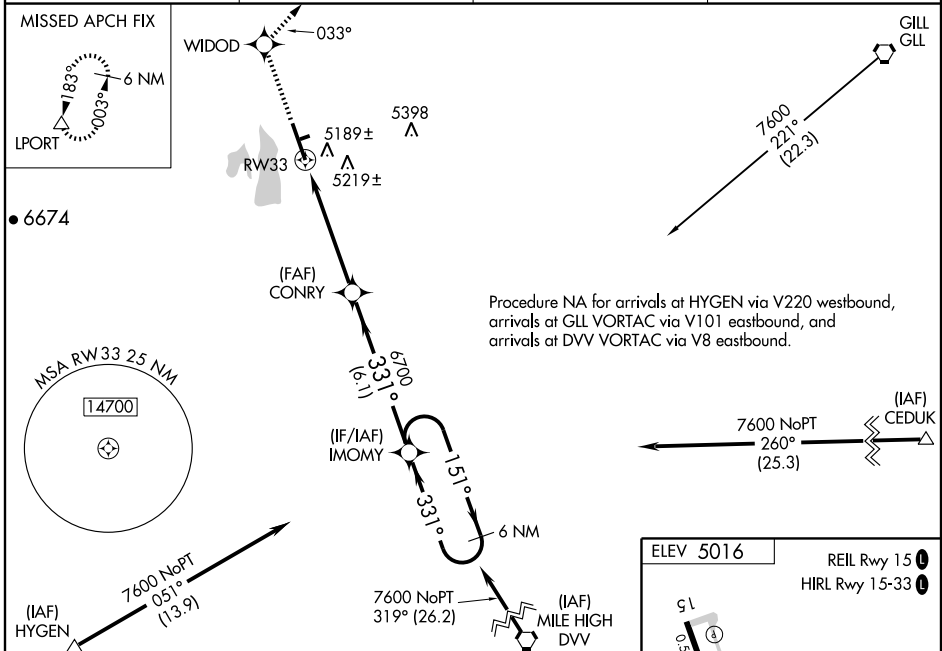 MISSED APCH FIX
183°
003°
6 NM
LPORT
WIDOD
033°
GILL
GLL
7600
221°
(22.3)
5398
5189±
RW33
5219±
6674
(FAF)
CONRY
Procedure NA for arrivals at HYGEN via V220 westbound,
arrivals at GLL VORTAC via V101 eastbound, and
arrivals at DVV VORTAC via V8 eastbound.
MSA RW33 25 NM
14700
6700
331°
(6.1)
(IF/IAF)
IMOMY
151°
331°
6 NM
(IAF)
CEDUK
7600 NoPT
260°
(25.3)
7600 NoPT
051°
(13.9)
(IAF)
HYGEN
7600 NoPT
319° (26.2)
(IAF)
MILE HIGH
DVV
ELEV 5016
REIL Rwy 15 L
HIRL Rwy 15-33 L
15
P